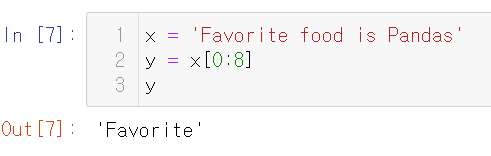 In [7]:
1 x = 'Favorite food is Pandas'
2 y = x[0:8]
3 y
Out[7]: 'Favorite'